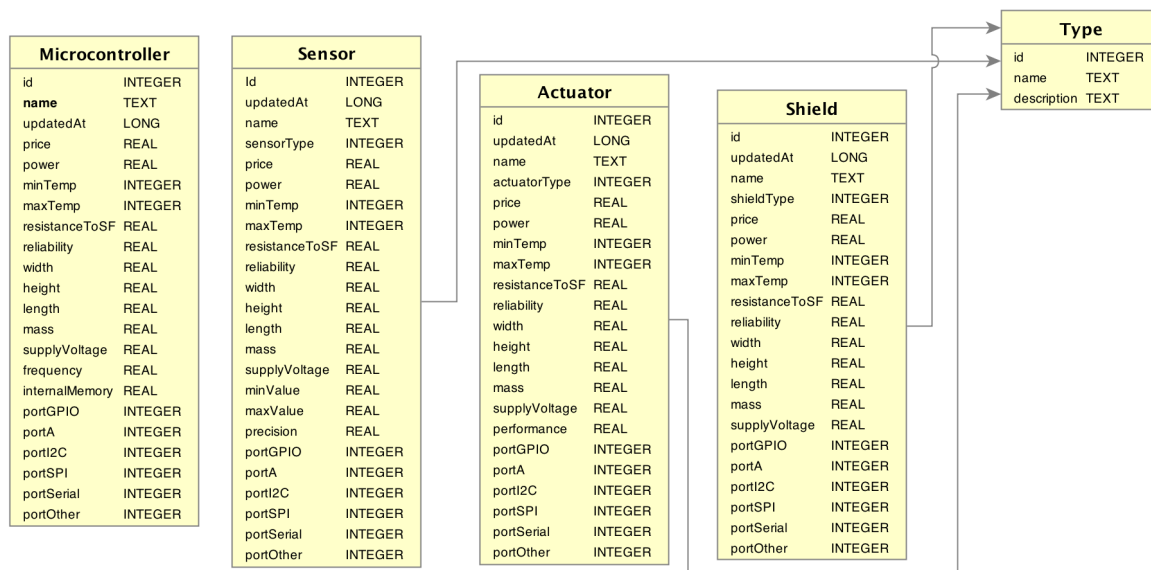 Microcontroller
id INTEGER
name TEXT
updatedAt LONG
price REAL
power REAL
minTemp INTEGER
maxTemp INTEGER
resistanceToSF REAL
reliability REAL
width REAL
height REAL
length REAL
mass REAL
supplyVoltage REAL
frequency REAL
internalMemory REAL
portGPIO INTEGER
portA INTEGER
portI2C INTEGER
portSPI INTEGER
portSerial INTEGER
portOther INTEGER
Sensor
Id INTEGER
updatedAt LONG
name TEXT
sensorType INTEGER
price REAL
power REAL
minTemp INTEGER
maxTemp INTEGER
resistanceToSF REAL
reliability REAL
width REAL
height REAL
length REAL
mass REAL
supplyVoltage REAL
minValue REAL
maxValue REAL
precision REAL
portGPIO INTEGER
portA INTEGER
portI2C INTEGER
portSPI INTEGER
portSerial INTEGER
portOther INTEGER
Actuator
id INTEGER
updatedAt LONG
name TEXT
actuatorType INTEGER
price REAL
power REAL
minTemp INTEGER
maxTemp INTEGER
resistanceToSF REAL
reliability REAL
width REAL
height REAL
length REAL
mass REAL
supplyVoltage REAL
performance REAL
portGPIO INTEGER
portA INTEGER
portI2C INTEGER
portSPI INTEGER
portSerial INTEGER
portOther INTEGER
Shield
id INTEGER
updatedAt LONG
name TEXT
shieldType INTEGER
price REAL
power REAL
minTemp INTEGER
maxTemp INTEGER
resistanceToSF REAL
reliability REAL
width REAL
height REAL
length REAL
mass REAL
supplyVoltage REAL
portGPIO INTEGER
portA INTEGER
portI2C INTEGER
portSPI INTEGER
portSerial INTEGER
portOther INTEGER
Type
id INTEGER
name TEXT
description TEXT